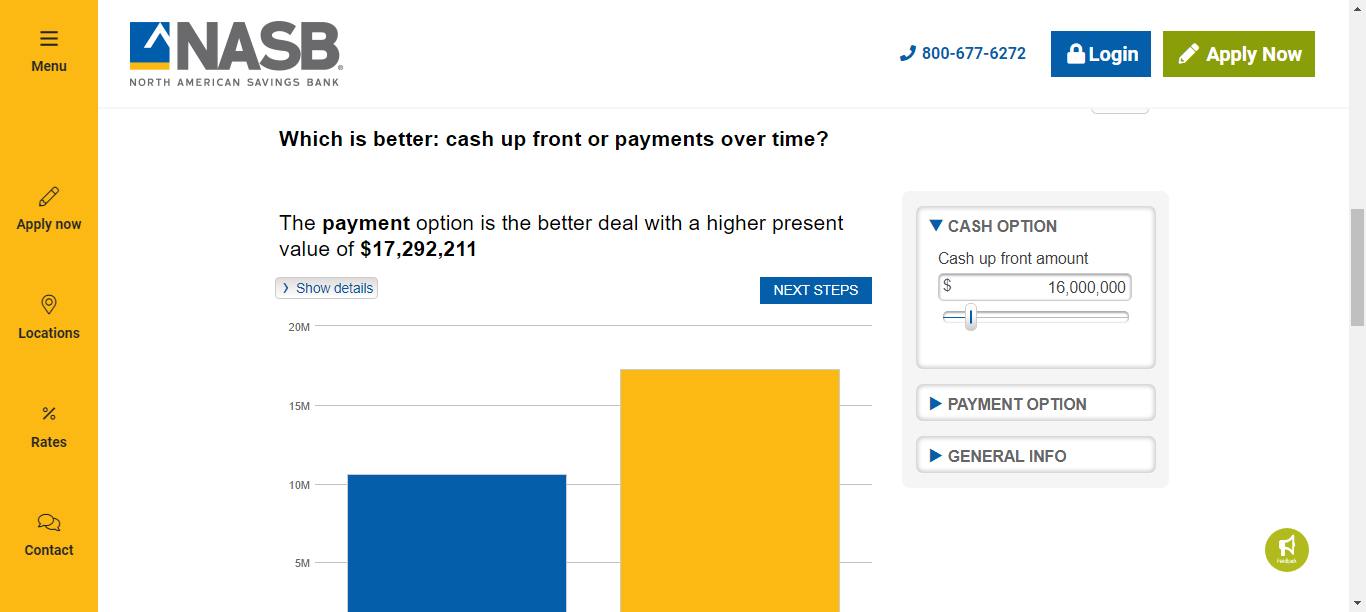 Menu
Apply now
Locations
Rates
Contact
NASB®
NORTH AMERICAN SAVINGS BANK
800-677-6272
Login
Apply Now
Which is better: cash up front or payments over time?
The payment option is the better deal with a higher present
value of $17,292,211
Show details
NEXT STEPS
20M
15M
10M
5M
CASH OPTION
Cash up front amount
$ 16,000,000
PAYMENT OPTION
GENERAL INFO
Feedback